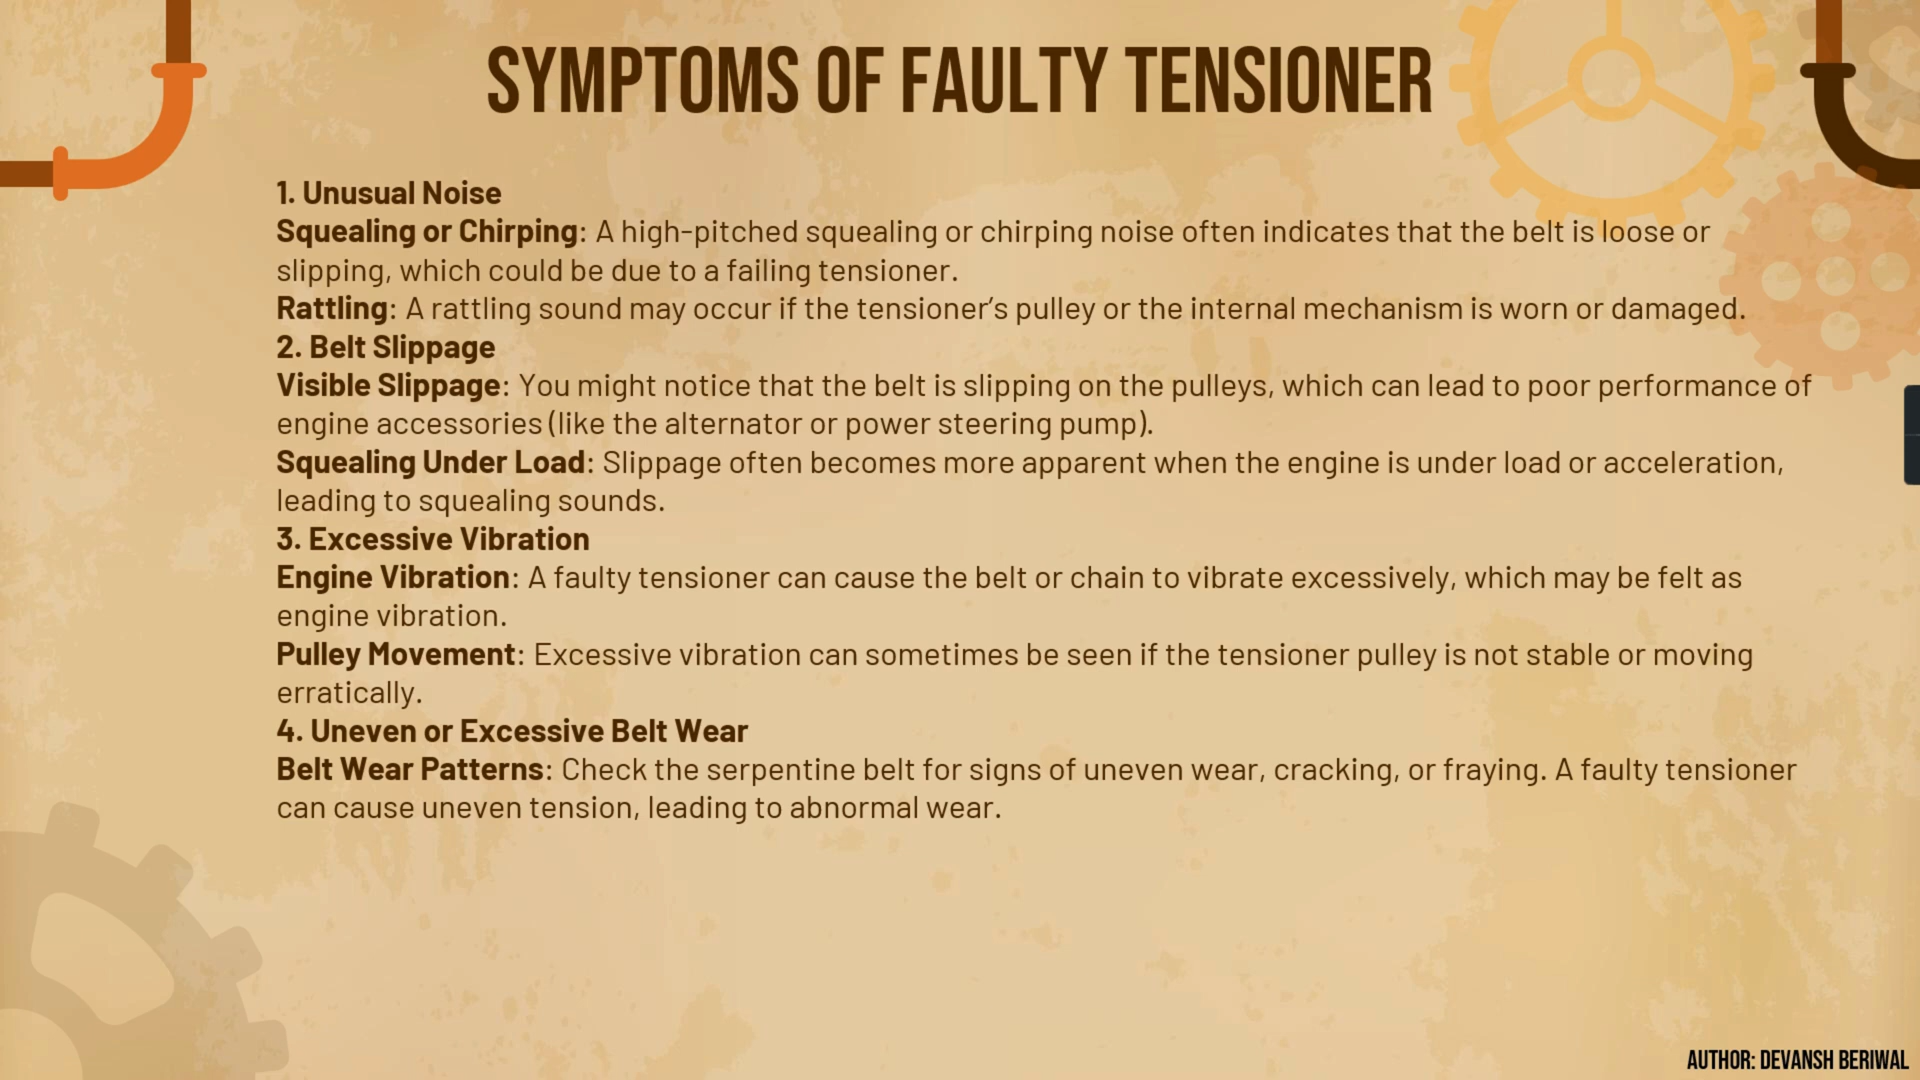 SYMPTOMS OF FAULTY TENSIONER
1. Unusual Noise
Squealing or Chirping: A high-pitched squealing or chirping noise often indicates that the belt is loose or
slipping, which could be due to a failing tensioner.
Rattling: A rattling sound may occur if the tensioner’s pulley or the internal mechanism is worn or damaged.
2. Belt Slippage
Visible Slippage: You might notice that the belt is slipping on the pulleys, which can lead to poor performance of
engine accessories (like the alternator or power steering pump).
Squealing Under Load: Slippage often becomes more apparent when the engine is under load or acceleration,
leading to squealing sounds.
3. Excessive Vibration
Engine Vibration: A faulty tensioner can cause the belt or chain to vibrate excessively, which may be felt as
engine vibration.
Pulley Movement: Excessive vibration can sometimes be seen if the tensioner pulley is not stable or moving
erratically.
4. Uneven or Excessive Belt Wear
Belt Wear Patterns: Check the serpentine belt for signs of uneven wear, cracking, or fraying. A faulty tensioner
can cause uneven tension, leading to abnormal wear.
AUTHOR: DEVANSH BERIWAL